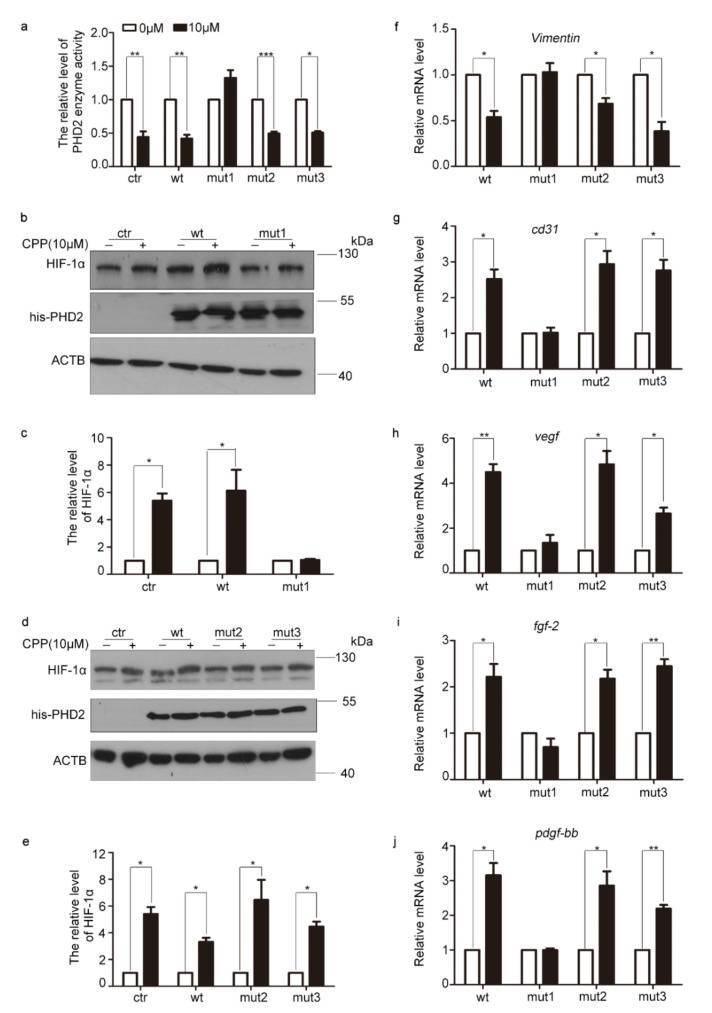 a
0µM 10µM
The relative level of
PHD2 enzyme activity
2.0
1.5
1.0
0.5
0.0
** ** *** *
ctr wt mut1 mut2 mut3
b
ctr wt mut1
CPP(10µM) – + – + – + kDa
HIF-1α
130
his-PHD2
55
ACTB
40
c
The relative level
of HIF-1α
10
8
6
4
2
0
* *
ctr wt mut1
d
ctr wt mut2 mut3
CPP(10µM) – + – + – + – + kDa
HIF-1α
130
his-PHD2
55
ACTB
40
e
The relative level
of HIF-1α
12
8
6
4
2
0
* * * *
ctr wt mut2 mut3
f
Vimentin
Relative mRNA level
1.5
1.0
0.5
0.0
* * *
wt mut1 mut2 mut3
g
cd31
Relative mRNA level
4
3
2
1
0
* * *
wt mut1 mut2 mut3
h
vegf
Relative mRNA level
6
4
2
0
** * *
wt mut1 mut2 mut3
i
fgf-2
Relative mRNA level
3
2
1
0
* * **
wt mut1 mut2 mut3
j
pdgf-bb
Relative mRNA level
4
3
2
1
0
* * **
wt mut1 mut2 mut3